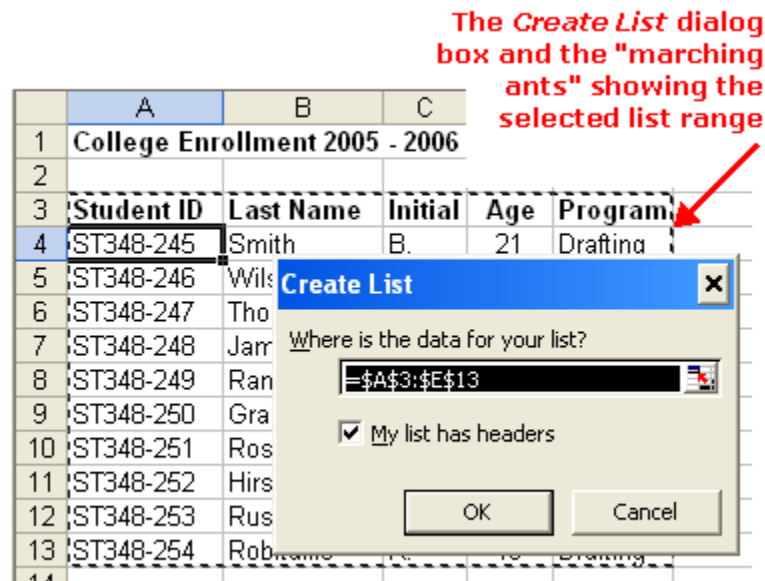 The Create List dialog
box and the "marching
ants" showing the
selected list range
A B C
1 College Enrollment 2005 - 2006
2
3 Student ID Last Name Initial Age Program
4 ST348-245 Smith B. 21 Drafting
5 ST348-246
6 ST348-247
7 ST348-248
8 ST348-249
9 ST348-250
10 ST348-251
11 ST348-252
12 ST348-253
13 ST348-254
14
Create List
Where is the data for your list?
=$A$3:$E$13
My list has headers
OK Cancel